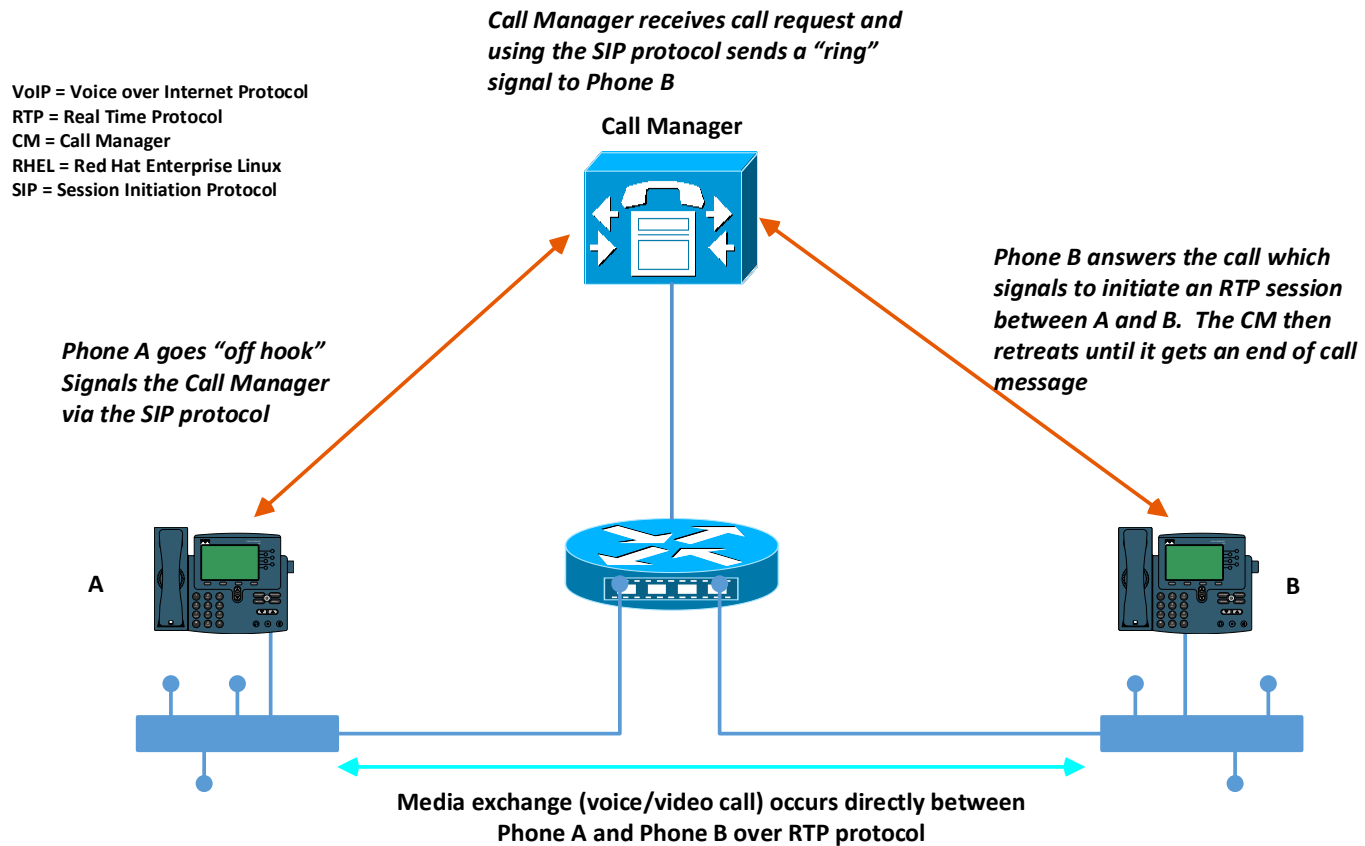 Call Manager receives call request and
using the SIP protocol sends a “ring”
signal to Phone B
VoIP = Voice over Internet Protocol
RTP = Real Time Protocol
CM = Call Manager
RHEL = Red Hat Enterprise Linux
SIP = Session Initiation Protocol
Call Manager
Phone B answers the call which
signals to initiate an RTP session
between A and B.  The CM then
retreats until it gets an end of call
message
Phone A goes “off hook”
Signals the Call Manager
via the SIP protocol
A
B
Media exchange (voice/video call) occurs directly between
Phone A and Phone B over RTP protocol